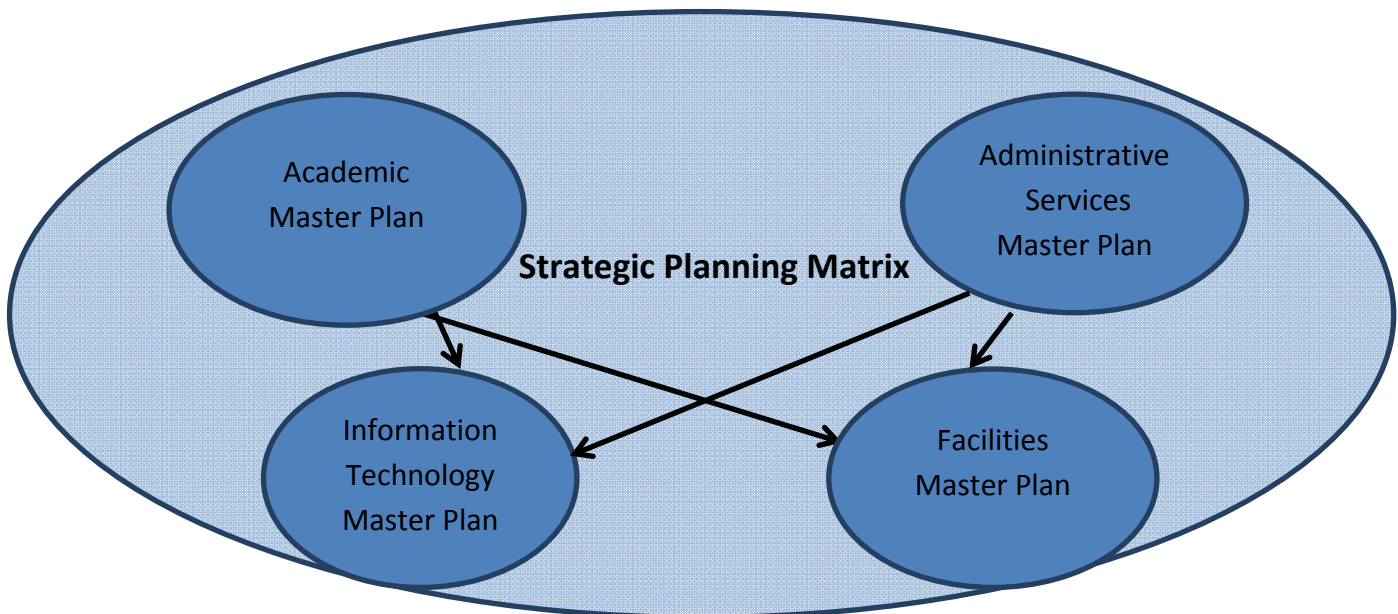 Academic
Master Plan
Administrative
Services
Master Plan
Strategic Planning Matrix
Information
Technology
Master Plan
Facilities
Master Plan